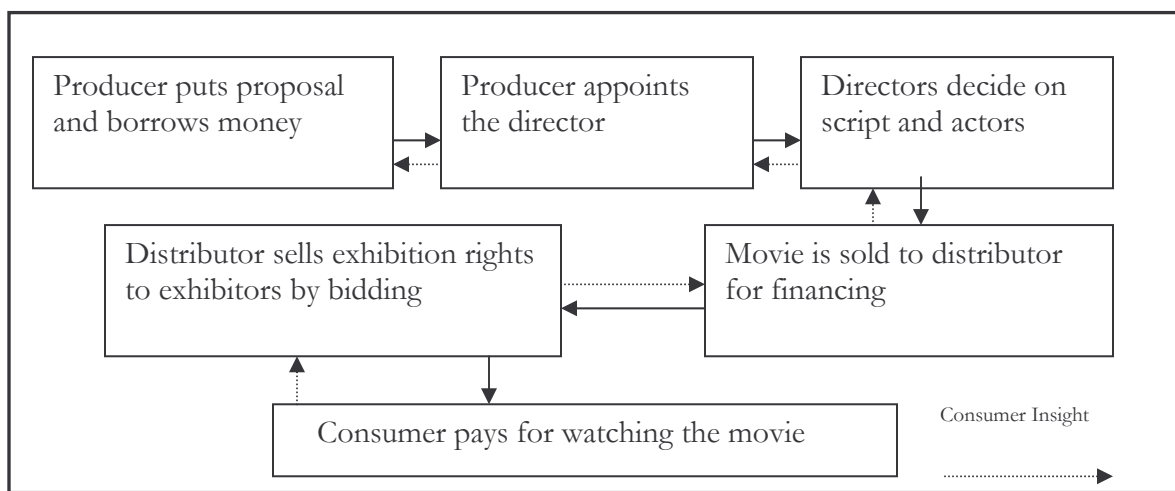 Producer puts proposal
and borrows money
Producer appoints
the director
Directors decide on
script and actors
Distributor sells exhibition rights
to exhibitors by bidding
Movie is sold to distributor
for financing
Consumer pays for watching the movie
Consumer Insight